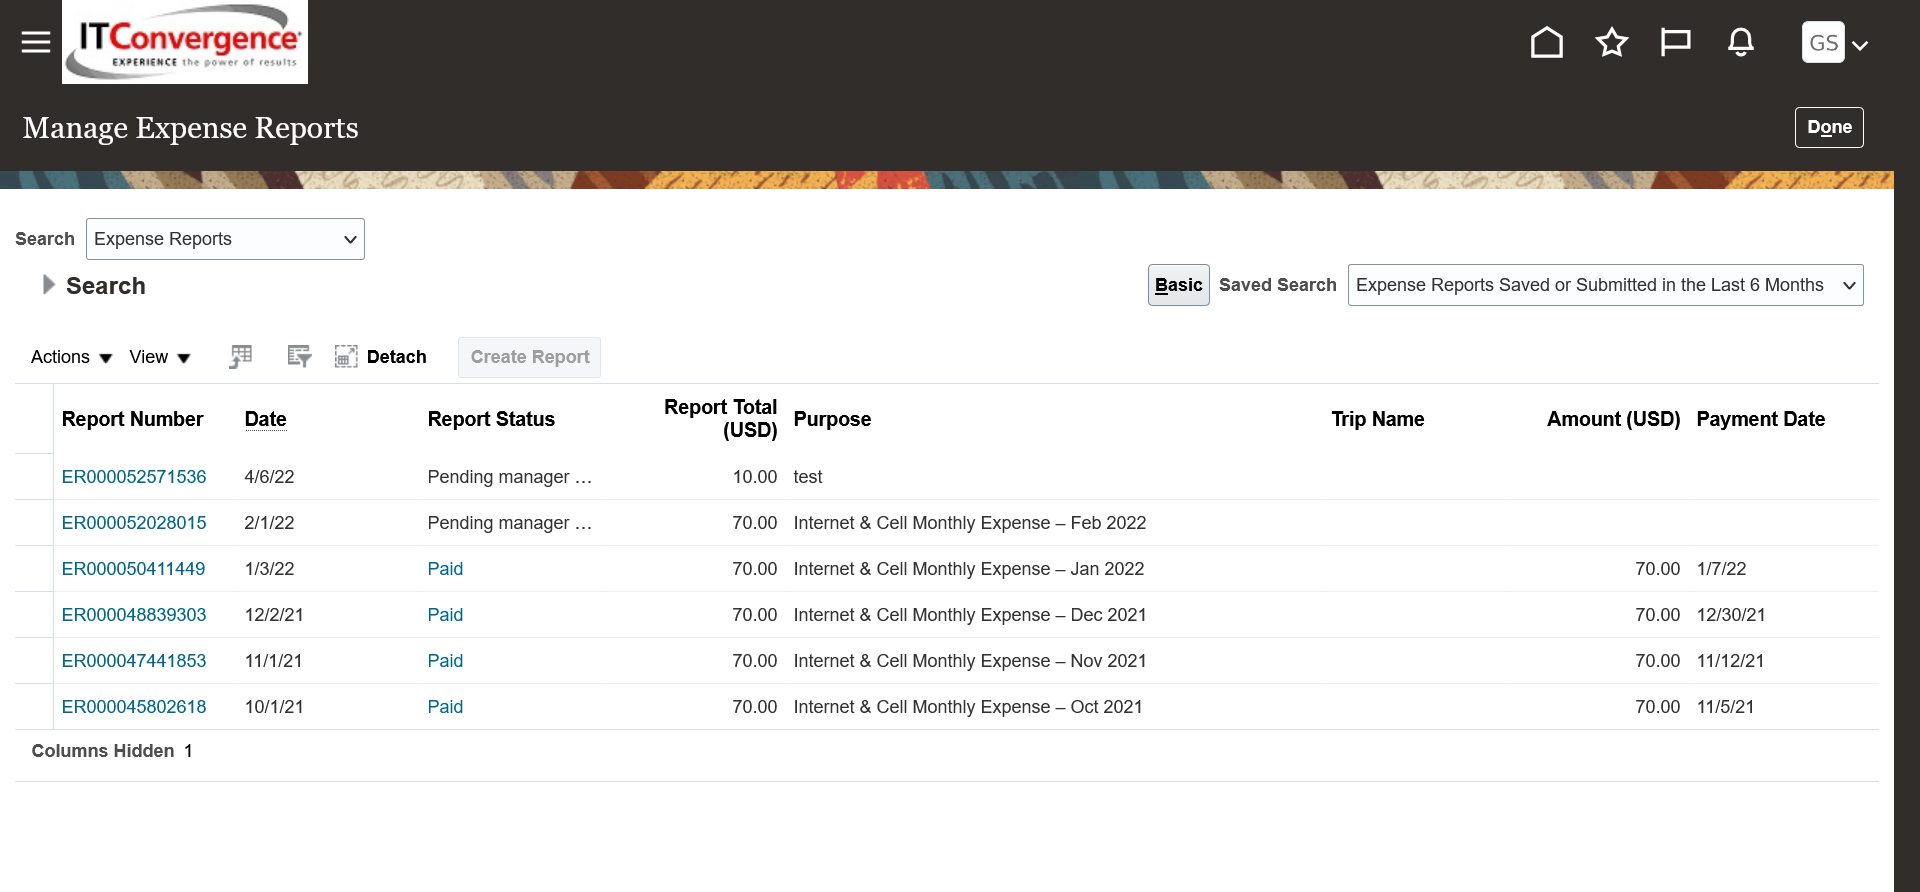 ITConvergence
EXPERIENCE the power of results
GS
Manage Expense Reports
Done
Search Expense Reports
Search
Basic Saved Search Expense Reports Saved or Submitted in the Last 6 Months
Actions View Detach Create Report
Report Number Date Report Status Report Total (USD) Purpose Trip Name Amount (USD) Payment Date
ER000052571536 4/6/22 Pending manager ... 10.00 test
ER000052028015 2/1/22 Pending manager ... 70.00 Internet & Cell Monthly Expense – Feb 2022
ER000050411449 1/3/22 Paid 70.00 Internet & Cell Monthly Expense – Jan 2022 70.00 1/7/22
ER000048839303 12/2/21 Paid 70.00 Internet & Cell Monthly Expense – Dec 2021 70.00 12/30/21
ER000047441853 11/1/21 Paid 70.00 Internet & Cell Monthly Expense – Nov 2021 70.00 11/12/21
ER000045802618 10/1/21 Paid 70.00 Internet & Cell Monthly Expense – Oct 2021 70.00 11/5/21
Columns Hidden 1